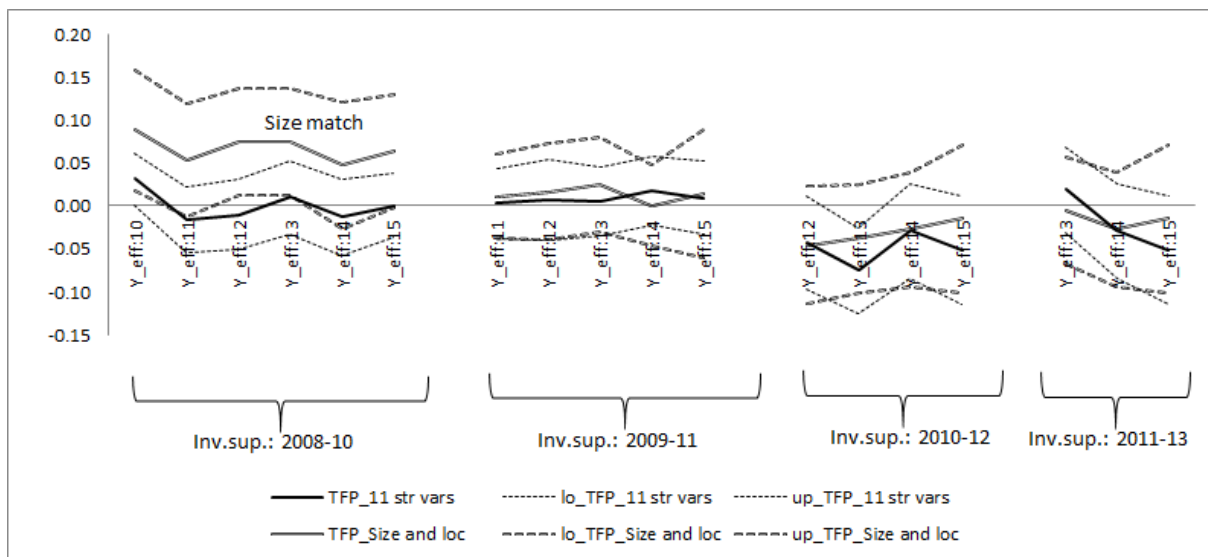 0.20
0.15
0.10
0.05
0.00
-0.05
-0.10
-0.15
Size match
Y_eff:10
Y_eff:11
Y_eff:12
Y_eff:13
Y_eff:14
Y_eff:15
Y_eff:11
Y_eff:12
Y_eff:13
Y_eff:14
Y_eff:15
Y_eff:12
Y_eff:13
Y_eff:14
Y_eff:15
Y_eff:13
Y_eff:14
Y_eff:15
Inv.sup.: 2008-10
Inv.sup.: 2009-11
Inv.sup.: 2010-12
Inv.sup.: 2011-13
TFP_11 str vars
lo_TFP_11 str vars
up_TFP_11 str vars
TFP_Size and loc
lo_TFP_Size and loc
up_TFP_Size and loc